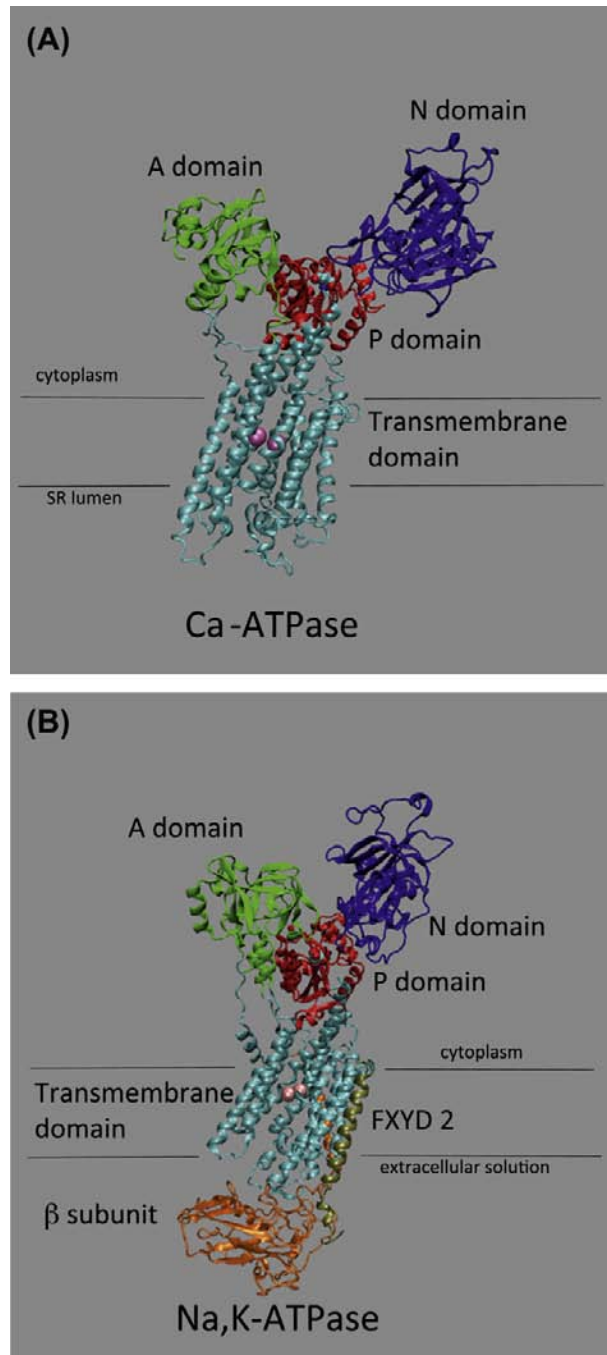 (A)
N domain
A domain
P domain
cytoplasm
Transmembrane
domain
SR lumen
Ca-ATPase
(B)
A domain
N domain
P domain
cytoplasm
Transmembrane
domain
FXYD 2
extracellular solution
β subunit
Na,K-ATPase